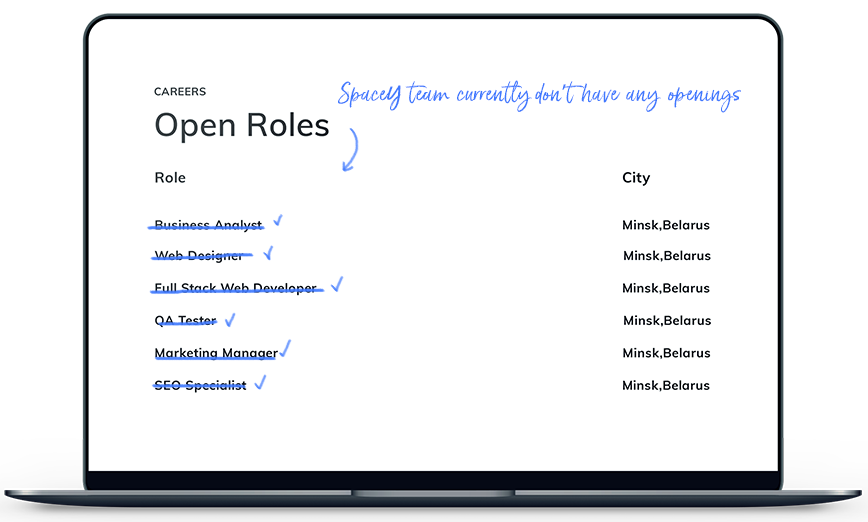 CAREERS
SpaceY team currently don't have any openings
Open Roles
Role City
Business Analyst Minsk,Belarus
Web Designer Minsk,Belarus
Full Stack Web Developer Minsk,Belarus
QA Tester Minsk,Belarus
Marketing Manager Minsk,Belarus
SEO Specialist Minsk,Belarus